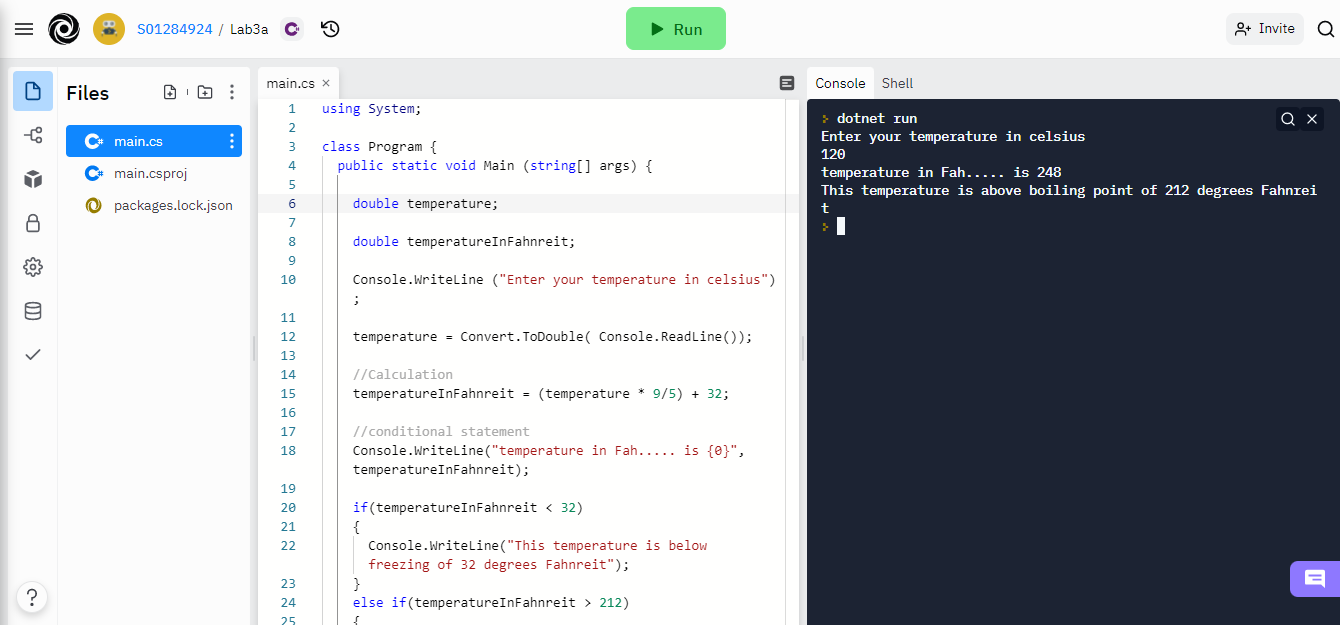 S01284924 / Lab3a
Run
Invite
Files
main.cs
main.csproj
packages.lock.json
main.cs ×
1 using System;
2
3 class Program {
4 public static void Main (string[] args) {
5
6 double temperature;
7
8 double temperatureInFahnreit;
9
10 Console.WriteLine ("Enter your temperature in celsius")
;
11
12 temperature = Convert.ToDouble( Console.ReadLine());
13
14 //Calculation
15 temperatureInFahnreit = (temperature * 9/5) + 32;
16
17 //conditional statement
18 Console.WriteLine("temperature in Fah..... is {0}",
temperatureInFahnreit);
19
20 if(temperatureInFahnreit < 32)
21 {
22 Console.WriteLine("This temperature is below
freezing of 32 degrees Fahnreit");
23 }
24 else if(temperatureInFahnreit > 212)
25 {
Console Shell
dotnet run
Enter your temperature in celsius
120
temperature in Fah..... is 248
This temperature is above boiling point of 212 degrees Fahnrei
t
?